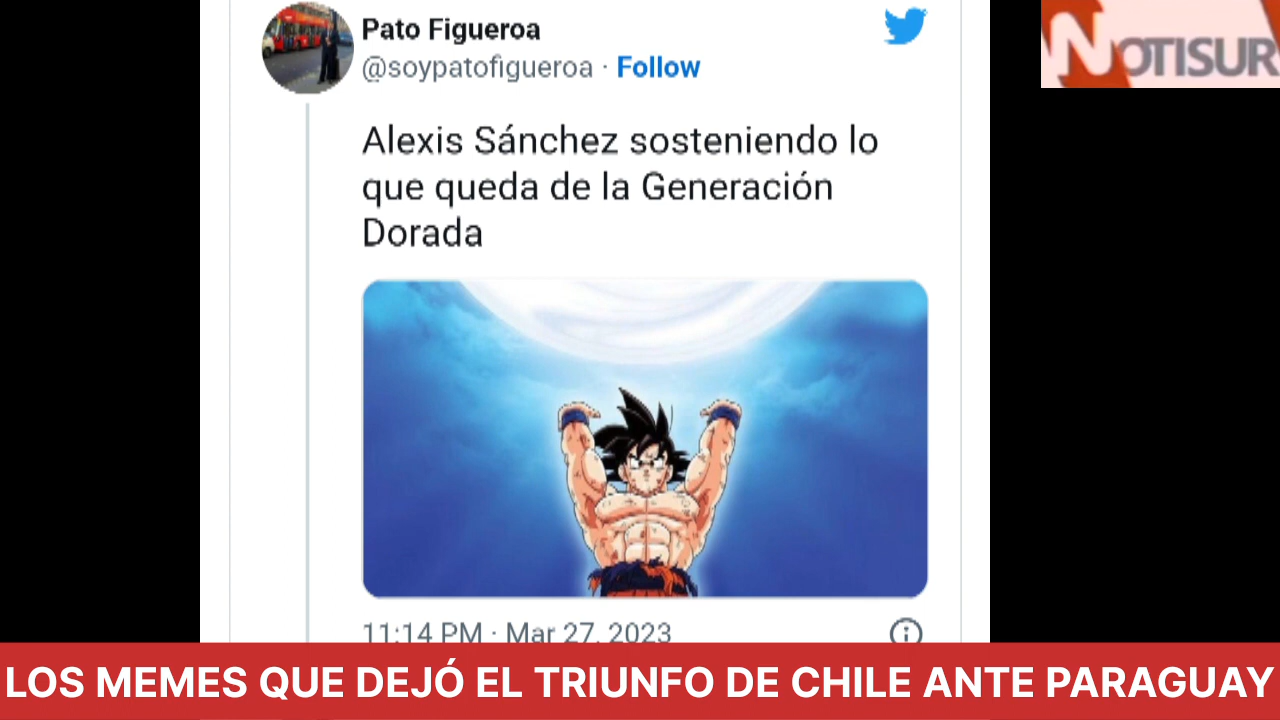 Pato Figueroa
@soypatofigueroa · Follow
NOTISUR
Alexis Sánchez sosteniendo lo
que queda de la Generación
Dorada
11:14 PM · Mar 27, 2023
LOS MEMES QUE DEJÓ EL TRIUNFO DE CHILE ANTE PARAGUAY